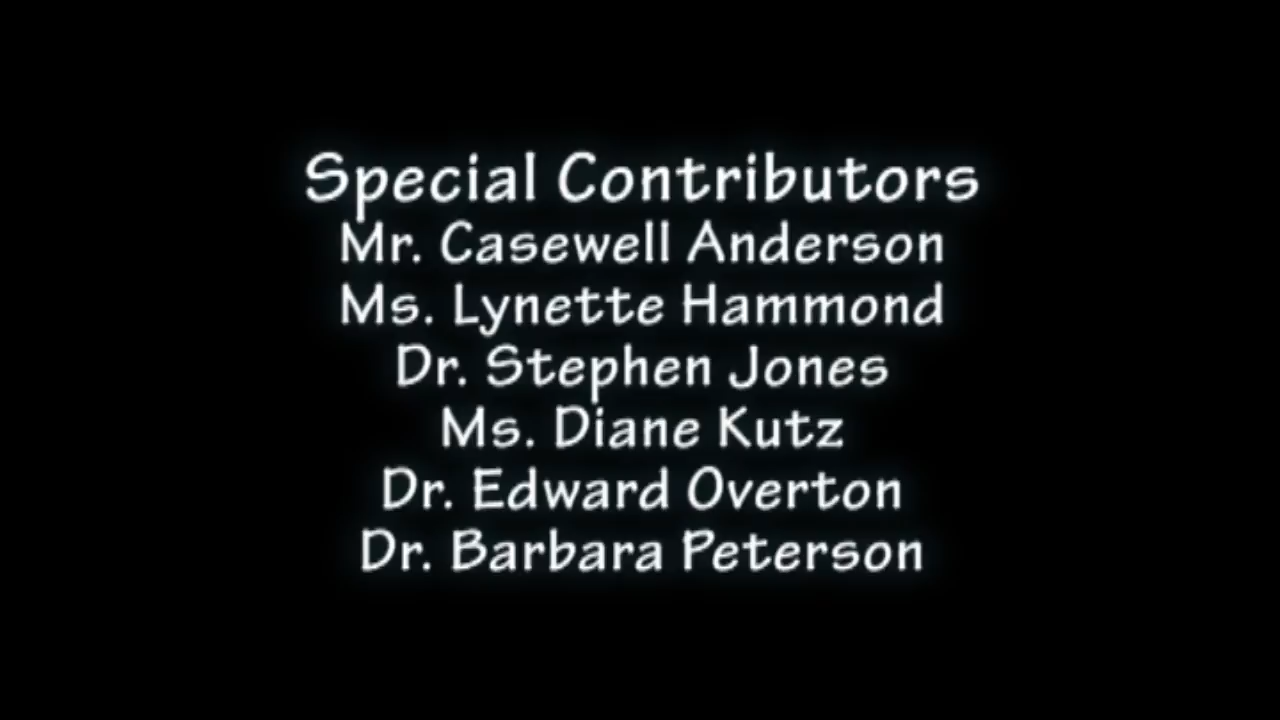 Special Contributors
Mr. Casewell Anderson
Ms. Lynette Hammond
Dr. Stephen Jones
Ms. Diane Kutz
Dr. Edward Overton
Dr. Barbara Peterson